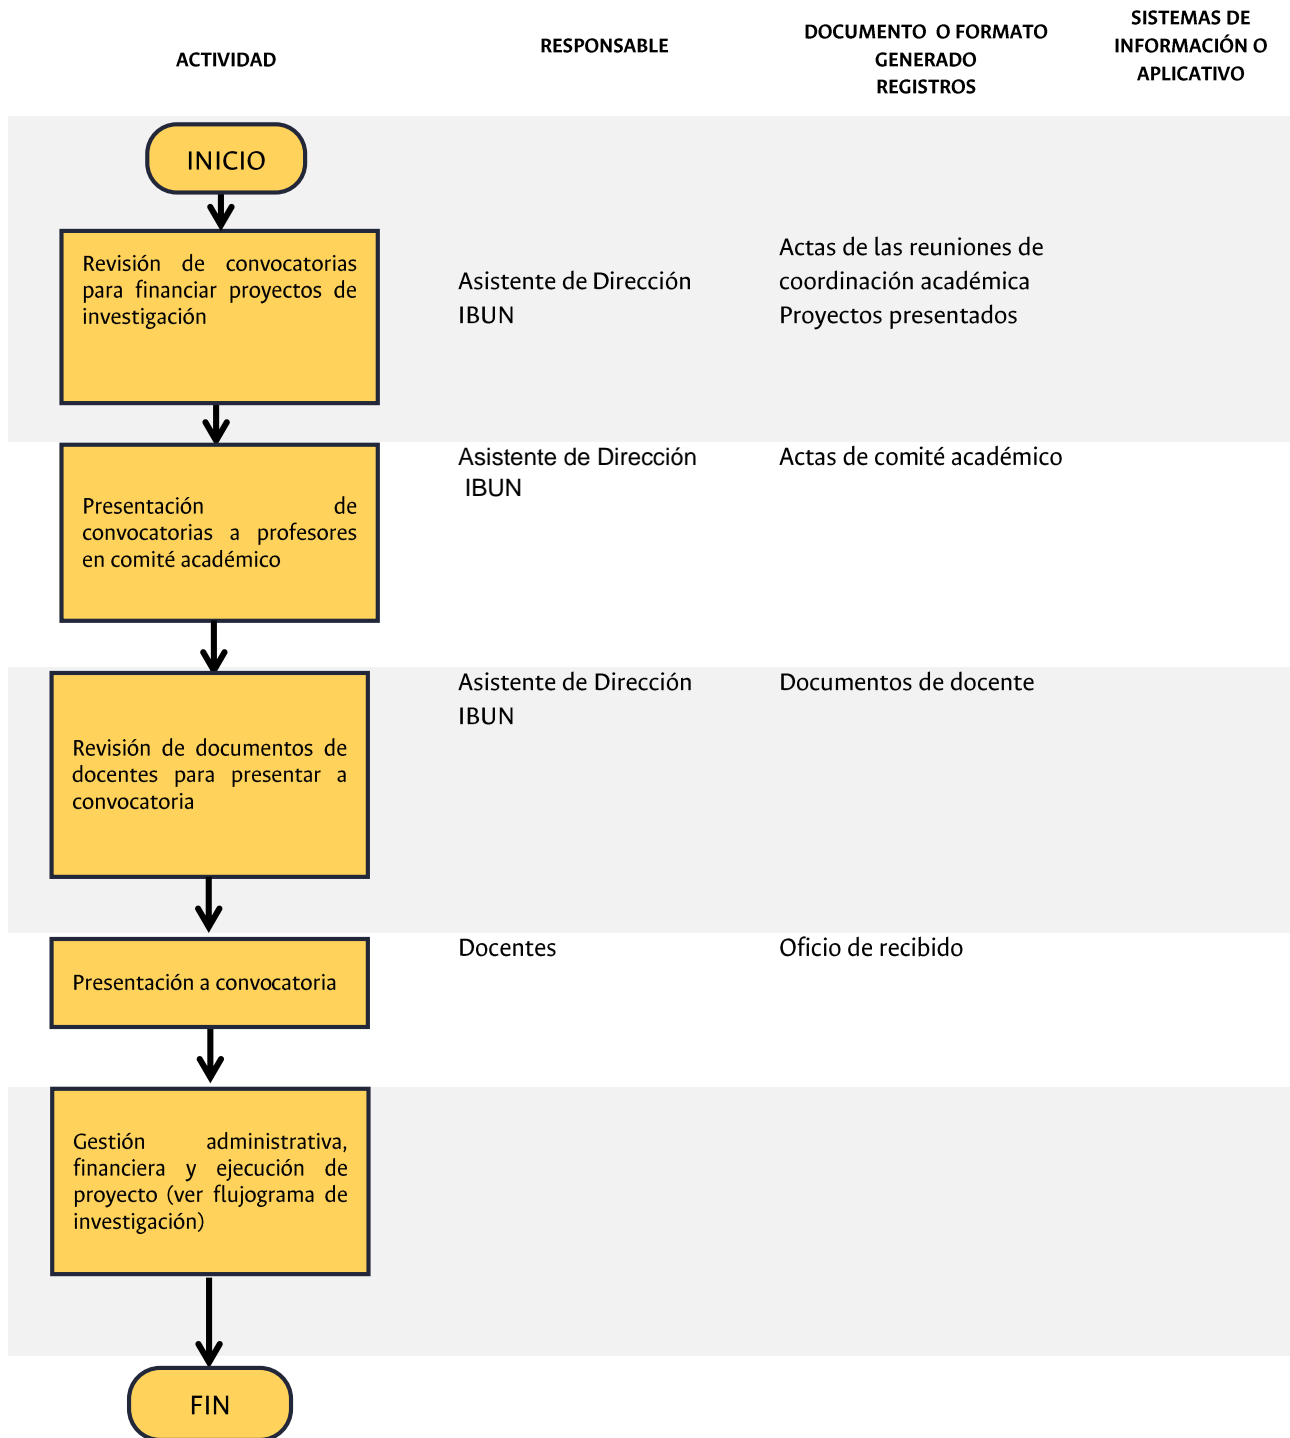 ACTIVIDAD
RESPONSABLE
DOCUMENTO O FORMATO
GENERADO
REGISTROS
SISTEMAS DE
INFORMACIÓN O
APLICATIVO
INICIO
Revisión de convocatorias
para financiar proyectos de
investigación
Asistente de Dirección
IBUN
Actas de las reuniones de
coordinación académica
Proyectos presentados
Presentación de
convocatorias a profesores
en comité académico
Asistente de Dirección
IBUN
Actas de comité académico
Revisión de documentos de
docentes para presentar a
convocatoria
Asistente de Dirección
IBUN
Documentos de docente
Presentación a convocatoria
Docentes
Oficio de recibido
Gestión administrativa,
financiera y ejecución de
proyecto (ver flujograma de
investigación)
FIN